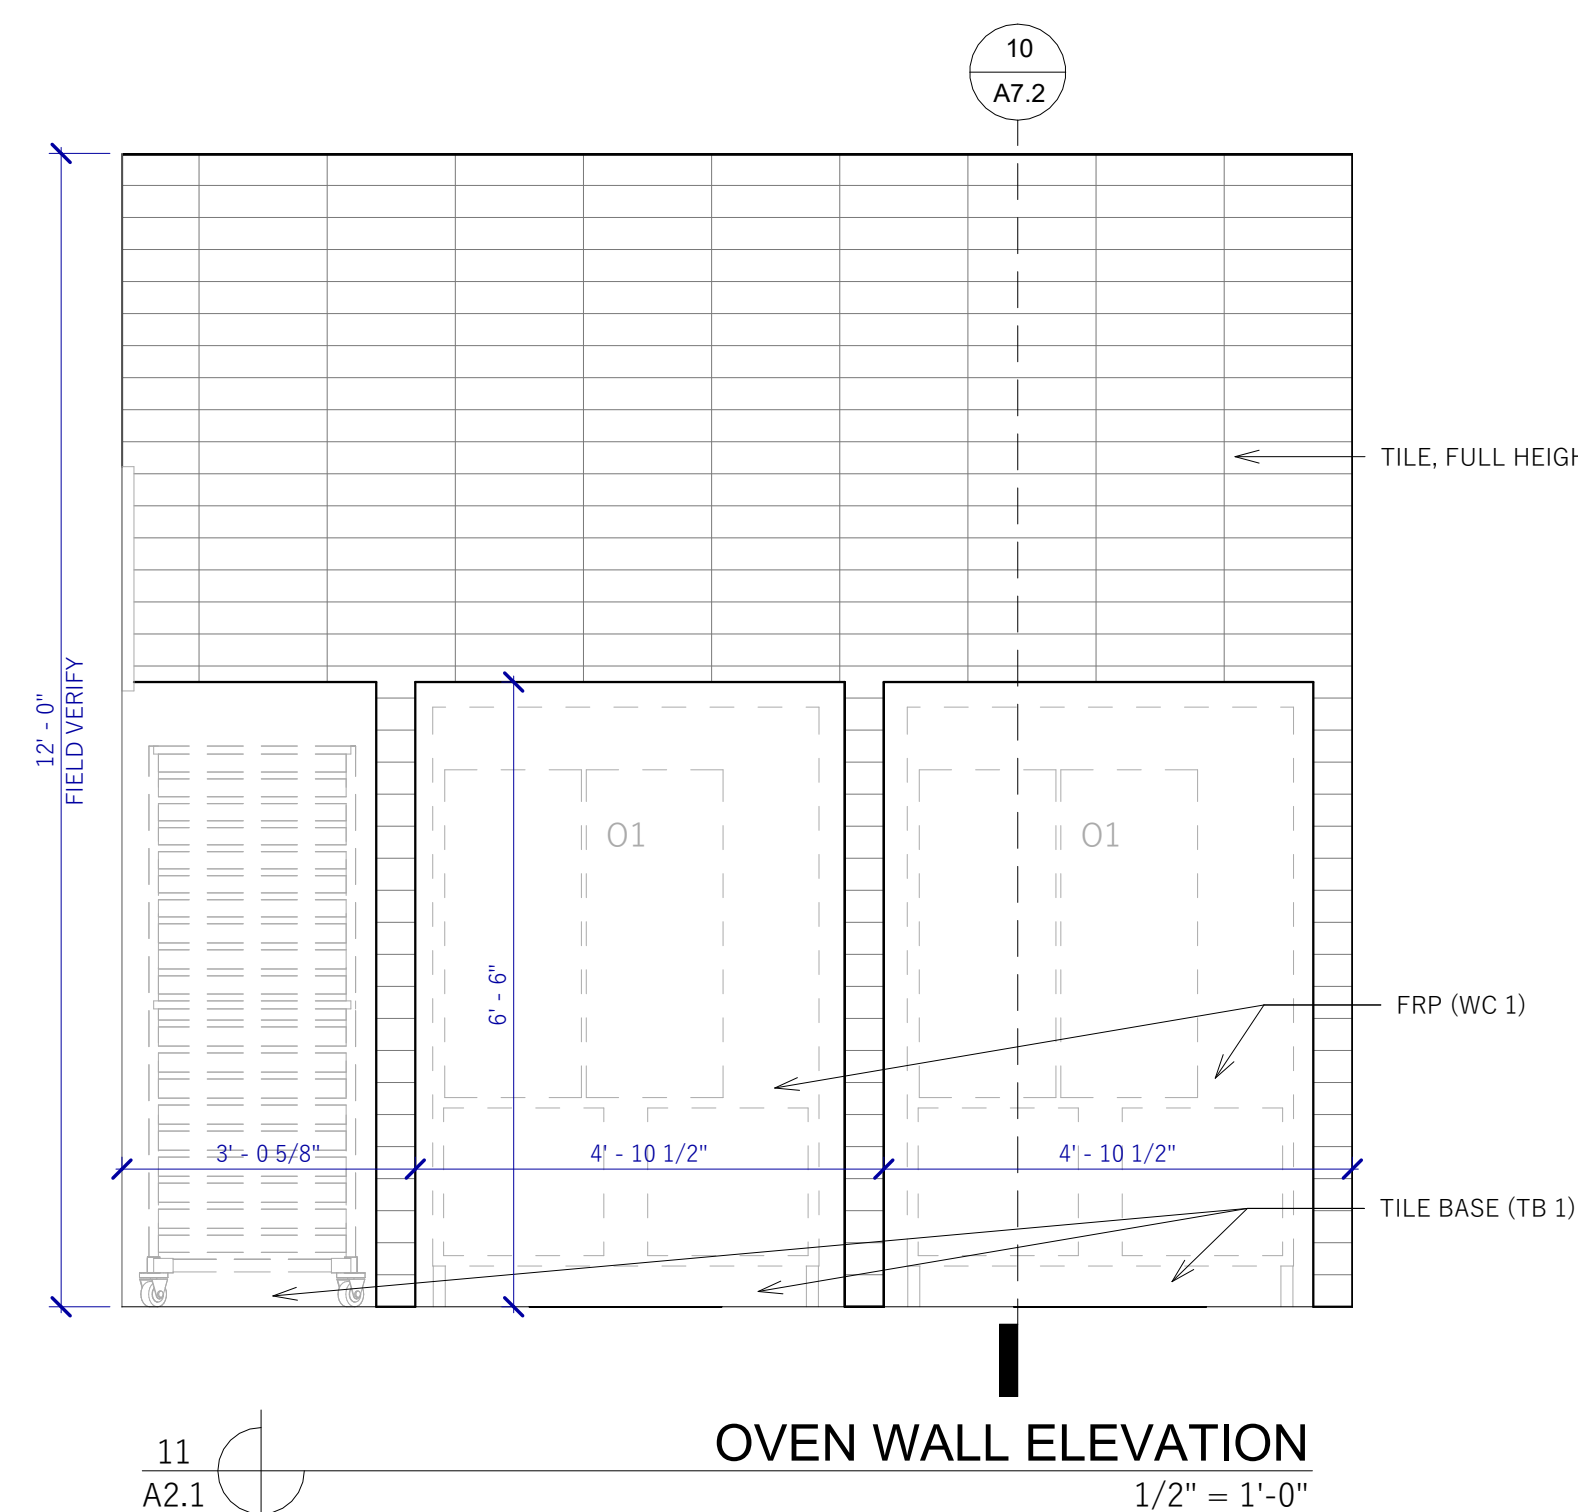 10
A7.2
TILE, FULL
12' - 0"
FIELD VERIFY
O1
O1
6' - 6"
FRP (WC 1)
3' - 0 5/8"
4' - 10 1/2"
4' - 10 1/2"
TILE BASE (TB 1)
OVEN WALL ELEVATION
11
A2.1
1/2" = 1'-0"